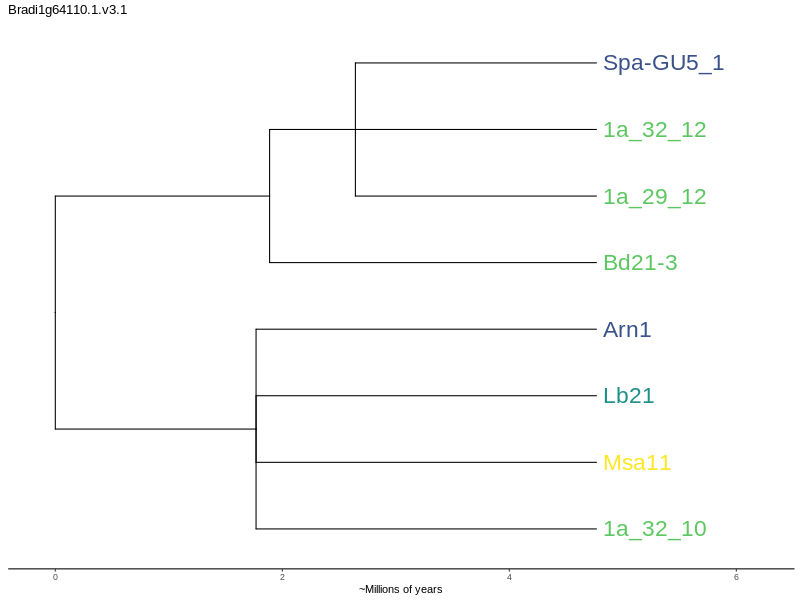 Bradi1g64110.1.v3.1
Spa-GU5_1
1a_32_12
1a_29_12
Bd21-3
Arn1
Lb21
Msa11
1a_32_10
0 2 4 6
~Millions of years